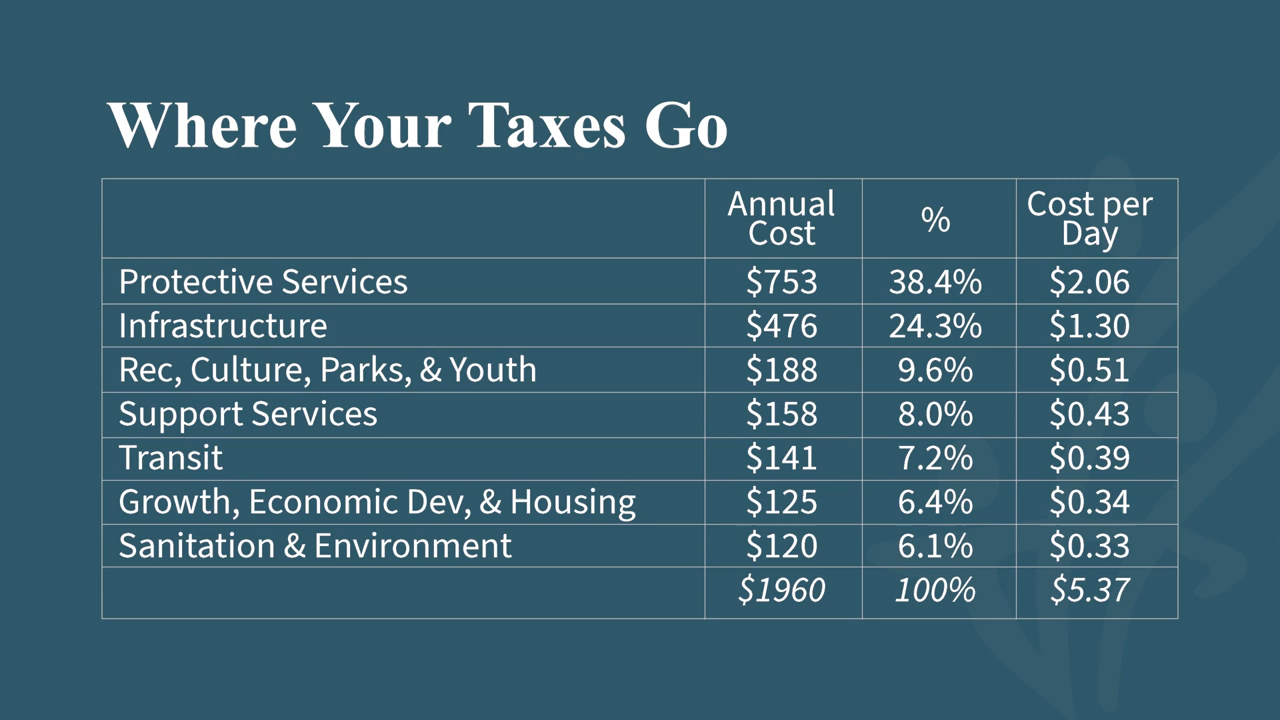 Where Your Taxes Go
Annual Cost % Cost per Day
Protective Services $753 38.4% $2.06
Infrastructure $476 24.3% $1.30
Rec, Culture, Parks, & Youth $188 9.6% $0.51
Support Services $158 8.0% $0.43
Transit $141 7.2% $0.39
Growth, Economic Dev, & Housing $125 6.4% $0.34
Sanitation & Environment $120 6.1% $0.33
$1960 100% $5.37